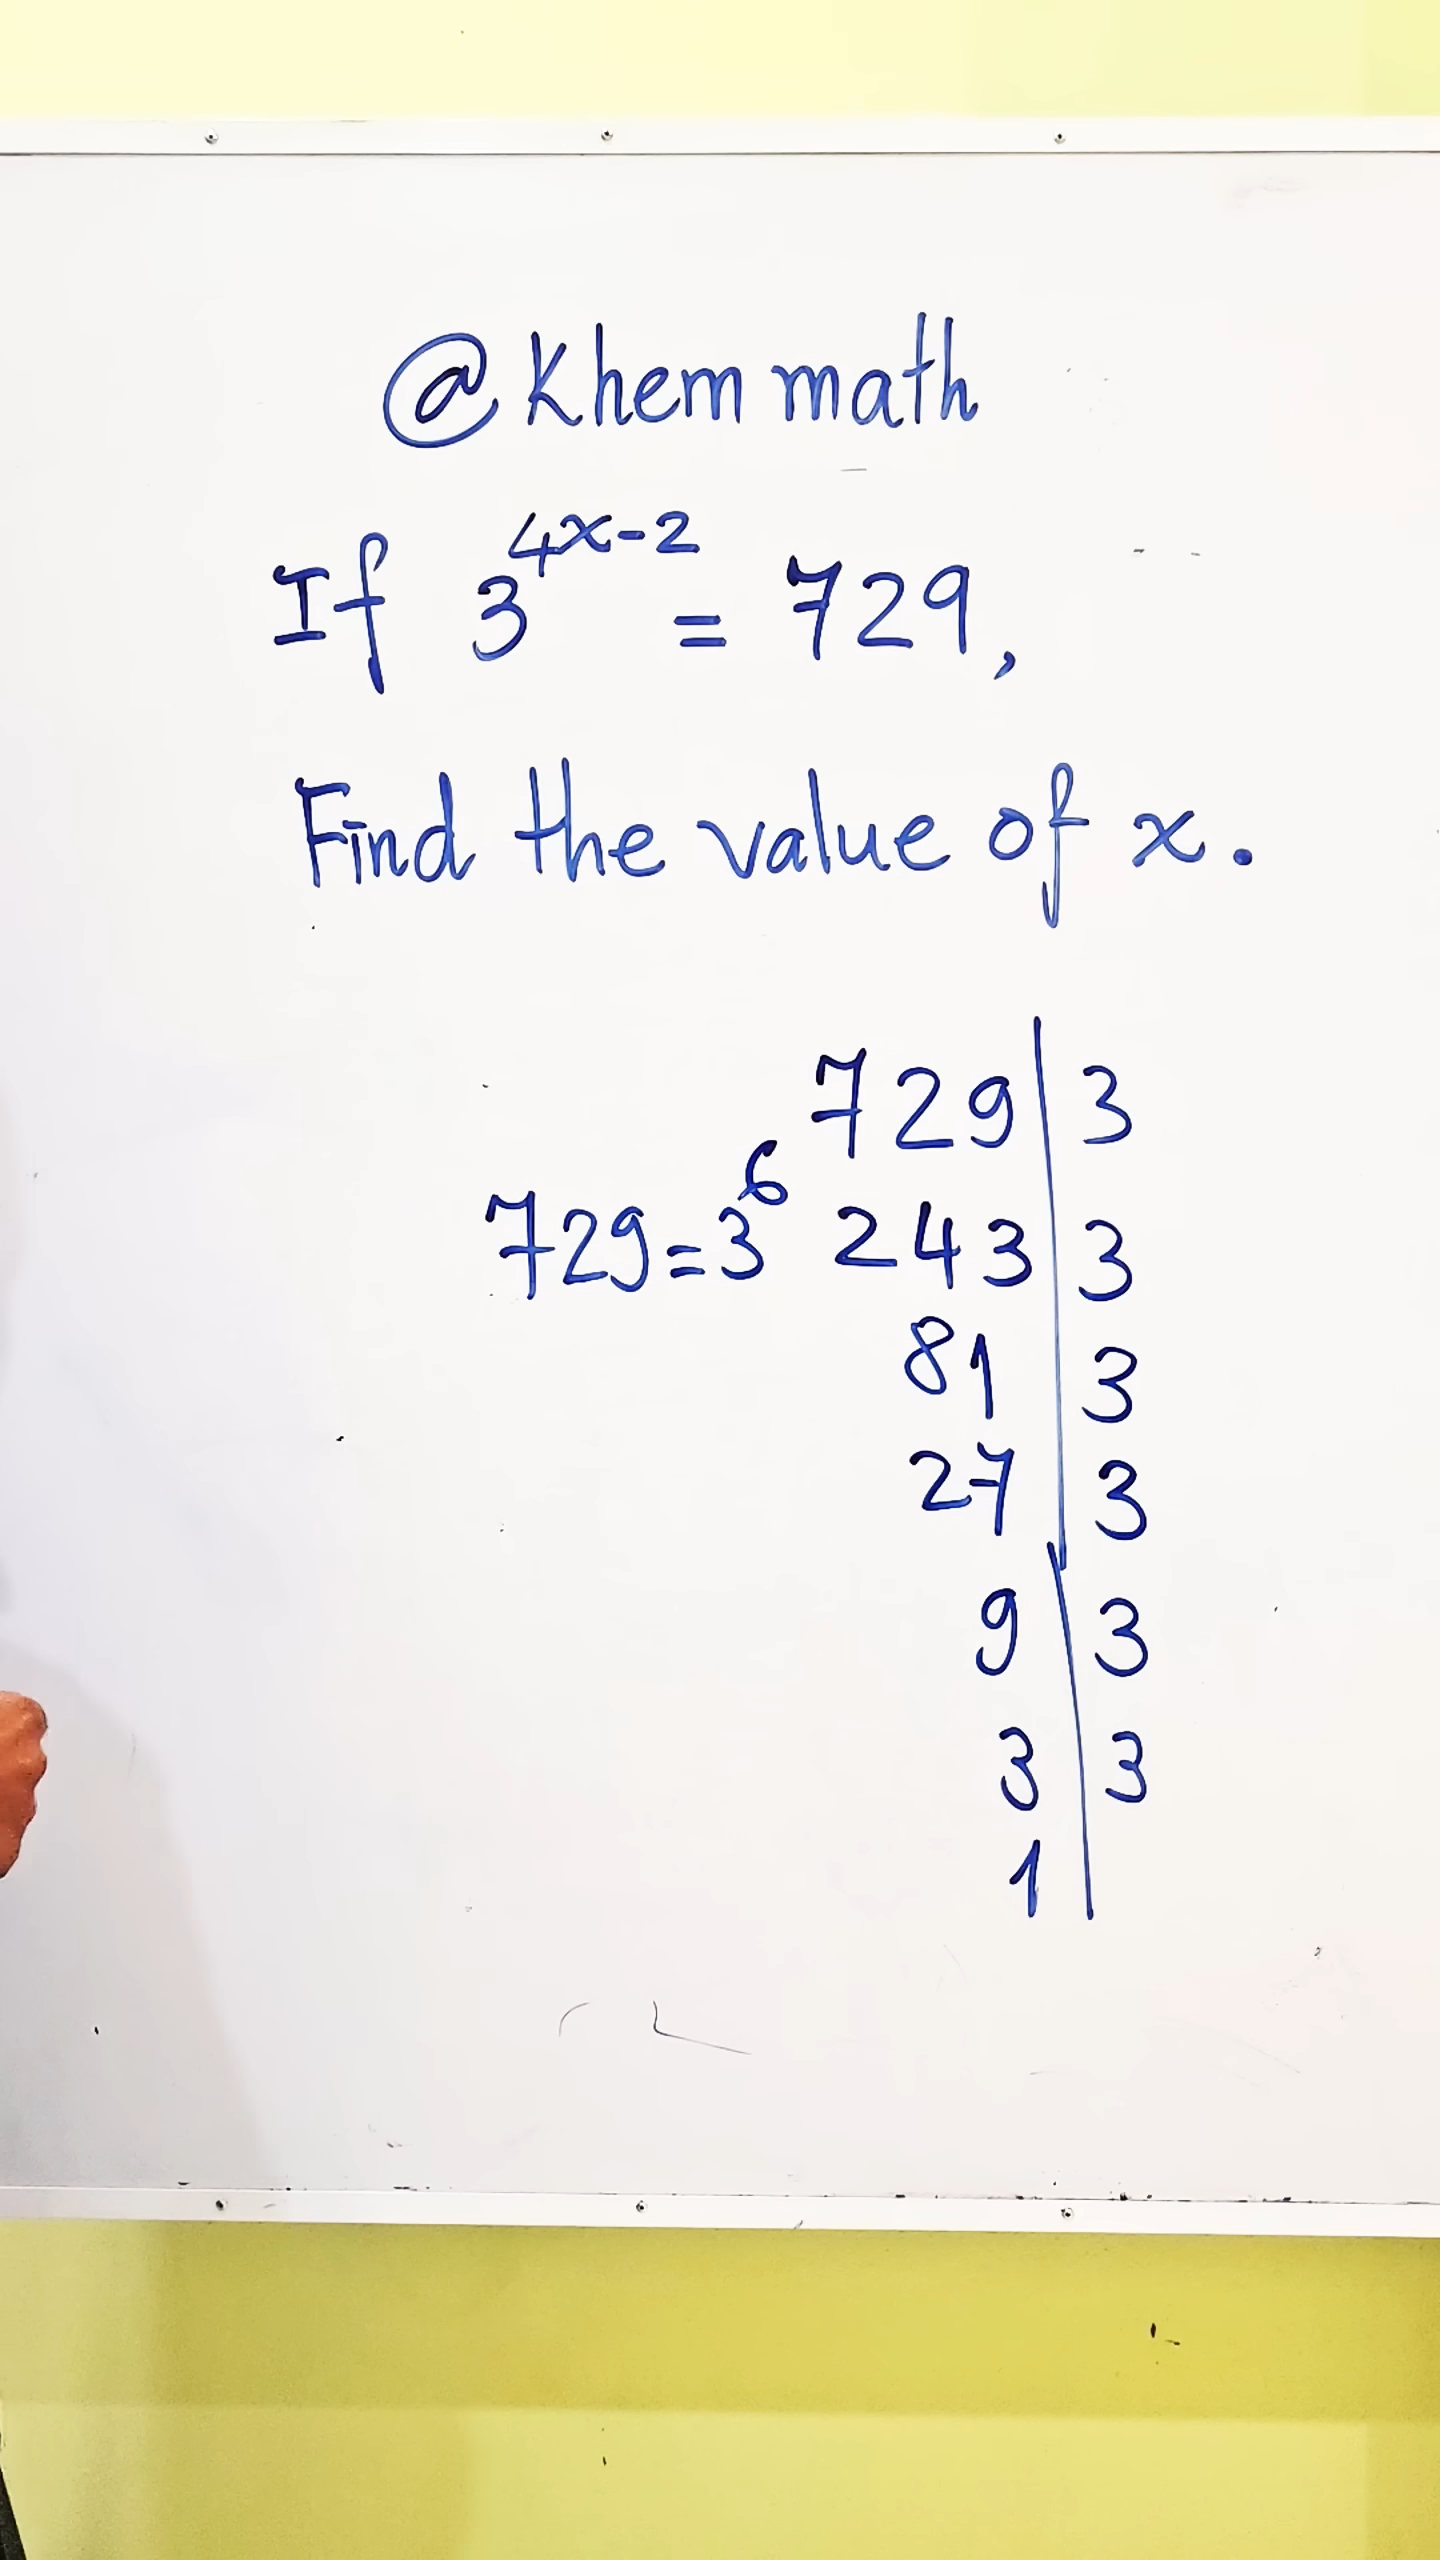 @Khem math
If 3^{4x-2} = 729,
Find the value of x.
729 | 3
729=3^6 243 | 3
81 | 3
27 | 3
9 | 3
3 | 3
1 |